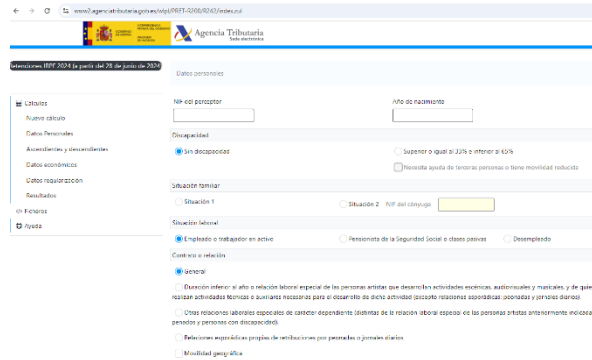 www2.agenciatributaria.gob.es/wlpl/PRET-R200/R242/index.zul
Agencia Tributaria
Sede electrónica
Retenciones IRPF 2024 (a partir del 28 de junio de 2024
Datos personales
Cálculos
Nuevo cálculo
Datos Personales
Ascendientes y descendientes
Datos económicos
Datos regularización
Resultados
Ficheros
Ayuda
NIF del perceptor
Año de nacimiento
Discapacidad
Sin discapacidad
Superior o igual al 33% e inferior al 65%
Necesita ayuda de terceras personas o tiene movilidad reducida
Situación familiar
Situación 1
Situación 2 NIF del cónyuge
Situación laboral
Empleado o trabajador en activo
Pensionista de la Seguridad Social o clases pasivas
Desempleado
Contrato o relación
General
Duración inferior al año o relación laboral especial de las personas artistas que desarrollan actividades escénicas, audiovisuales y musicales, y de quie
realizan actividades técnicas o auxiliares necesarias para el desarrollo de dicha actividad (excepto relaciones esporádicas: peonadas y jornales diarios).
Otras relaciones laborales especiales de carácter dependiente (distintas de la relación laboral especial de las personas artistas anteriormente indicada
penados y personas con discapacidad).
Relaciones esporádicas propias de retribuciones por peonadas o jornales diarios
Movilidad geográfica